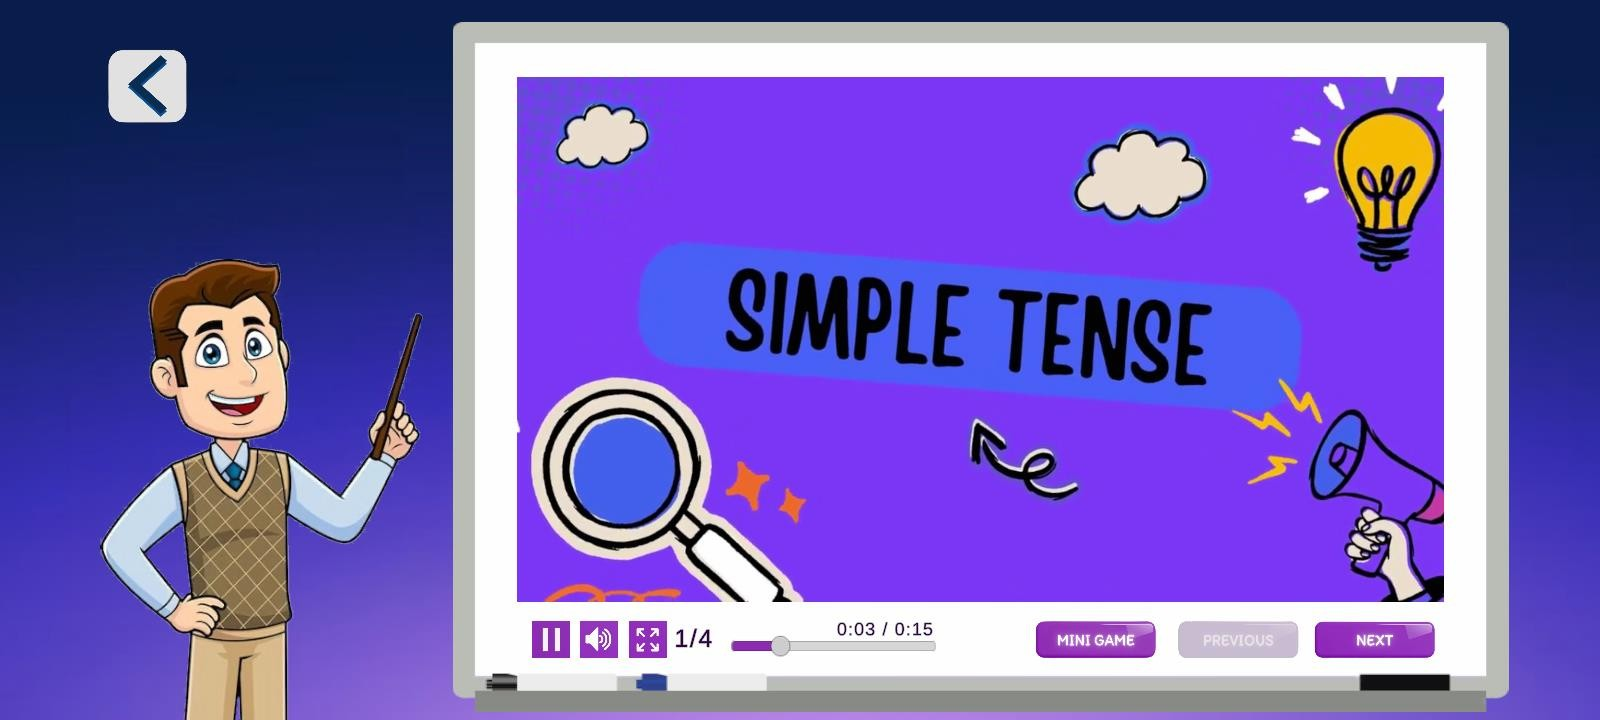 SIMPLE TENSE
1/4
0:03 / 0:15
MINI GAME
PREVIOUS
NEXT